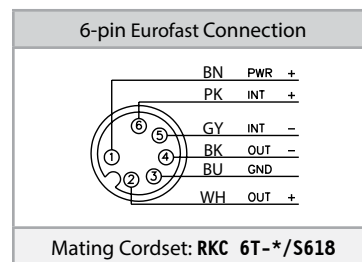 6-pin Eurofast Connection
BN PWR +
PK INT +
6
5 GY INT −
1 4 BK OUT −
2 3 BU GND
WH OUT +
Mating Cordset: RKC 6T-*/S618